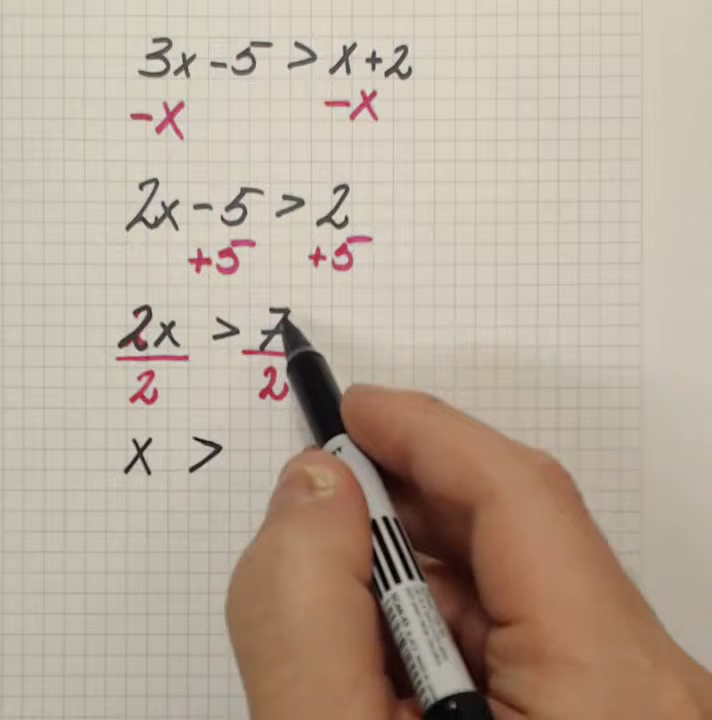 3x - 5 > x + 2
-x -x
2x - 5 > 2
+5 +5
2x > 7
2 2
x >